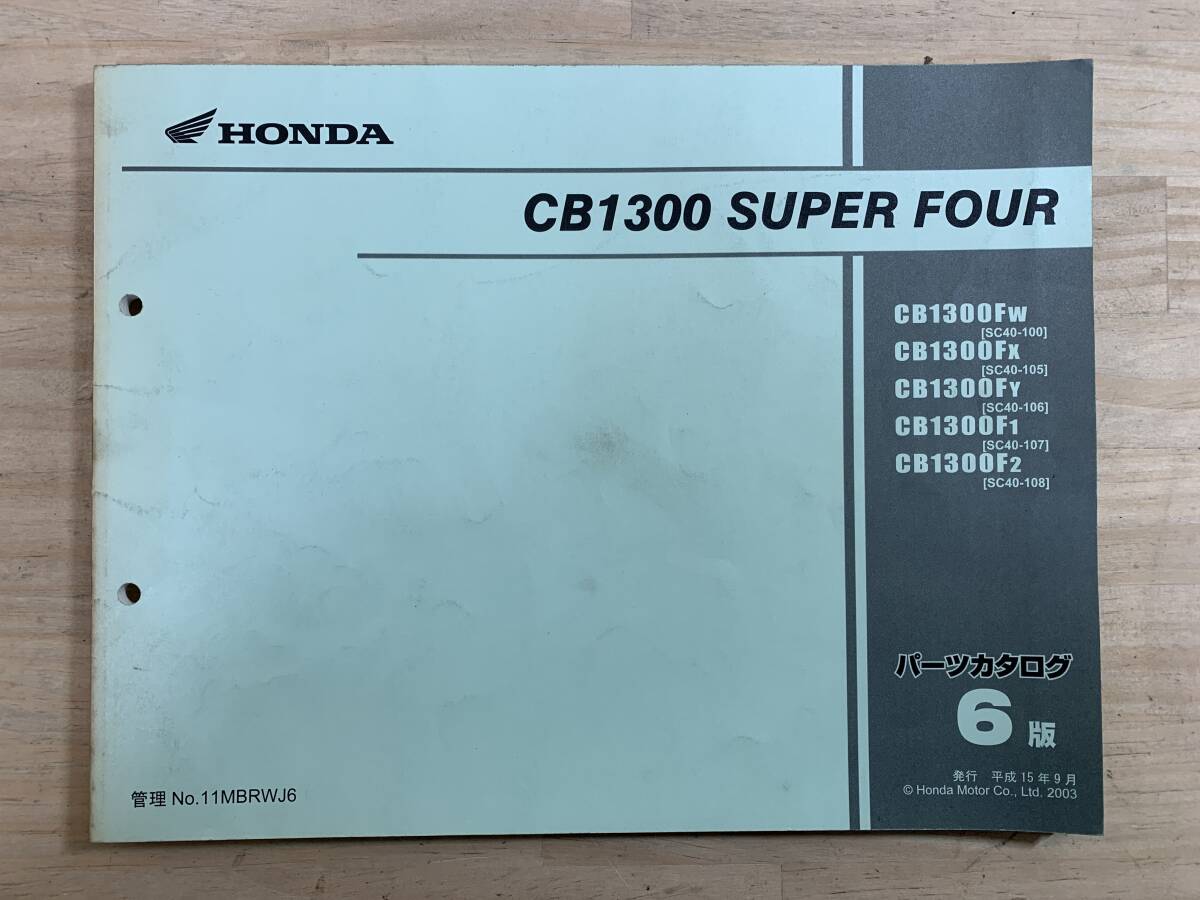 HONDA
CB1300 SUPER FOUR
CB1300FW
[SC40-100]
CB1300FX
[SC40-105]
CB1300FY
[SC40-106]
CB1300F1
[SC40-107]
CB1300F2
[SC40-108]
パーツカタログ
6版
発行 平成15年9月
© Honda Motor Co., Ltd. 2003
管理 No.11MBRWJ6